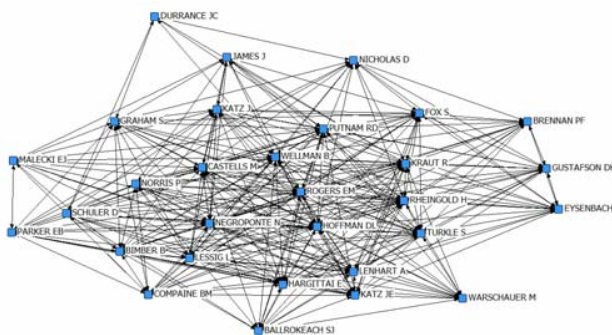 DURRANCE JC
JAMES J
NICHOLAS D
KATZ J
FOX S
GRAHAM S
PUTNAM RD
BRENNAN PF
MALECKI EJ
WELLMAN B
CASTELLS M
KRAUT R
GUSTAFSON DH
NORRIS P
ROGERS EM
RHEINGOLD H
EYSENBACH
SCHULER D
NEGROPONTE N
HOFFMAN DL
PARKER EB
TURKLE S
BIMBER B
LESSIG L
LENHART A
HARGITTAI E
COMPAINE BM
KATZ JE
WARSCHAUER M
BALLROKEACH SJ